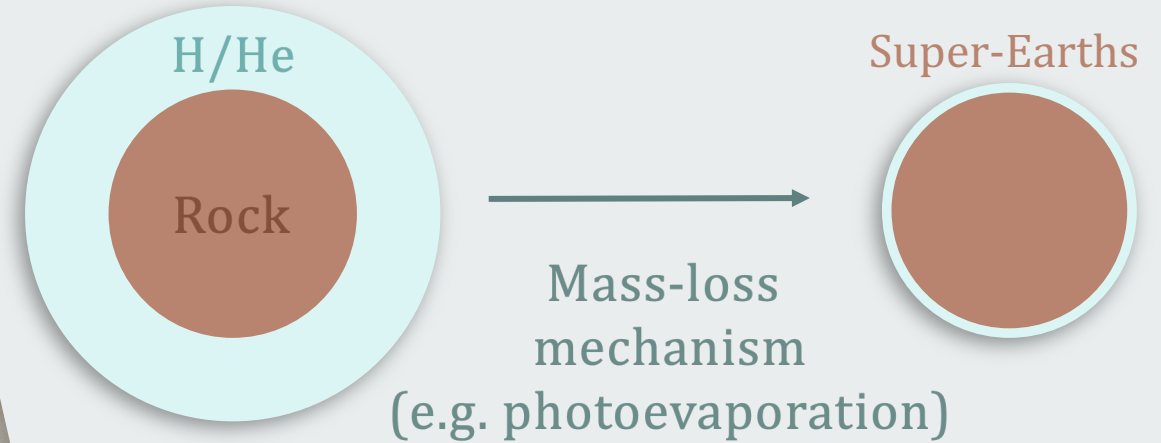 H/He
Rock
Super-Earths
Mass-loss
mechanism
(e.g. photoevaporation)